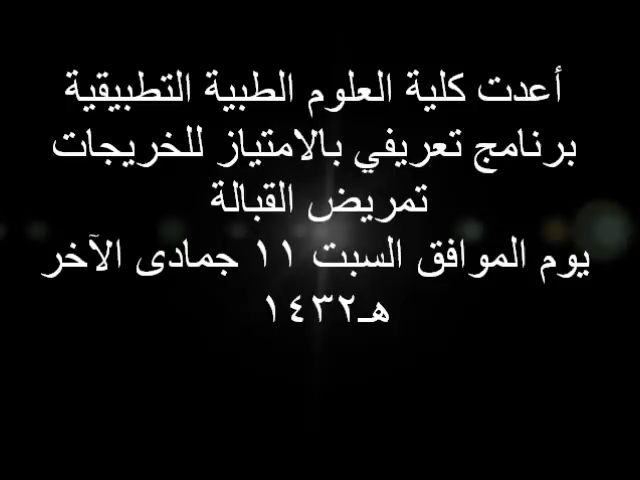 أعدت كلية العلوم الطبية التطبيقية
برنامج تعريفي بالامتياز للخريجات
تمريض القبالة
يوم الموافق السبت ١١ جمادى الآخر
١٤٣٢هـ